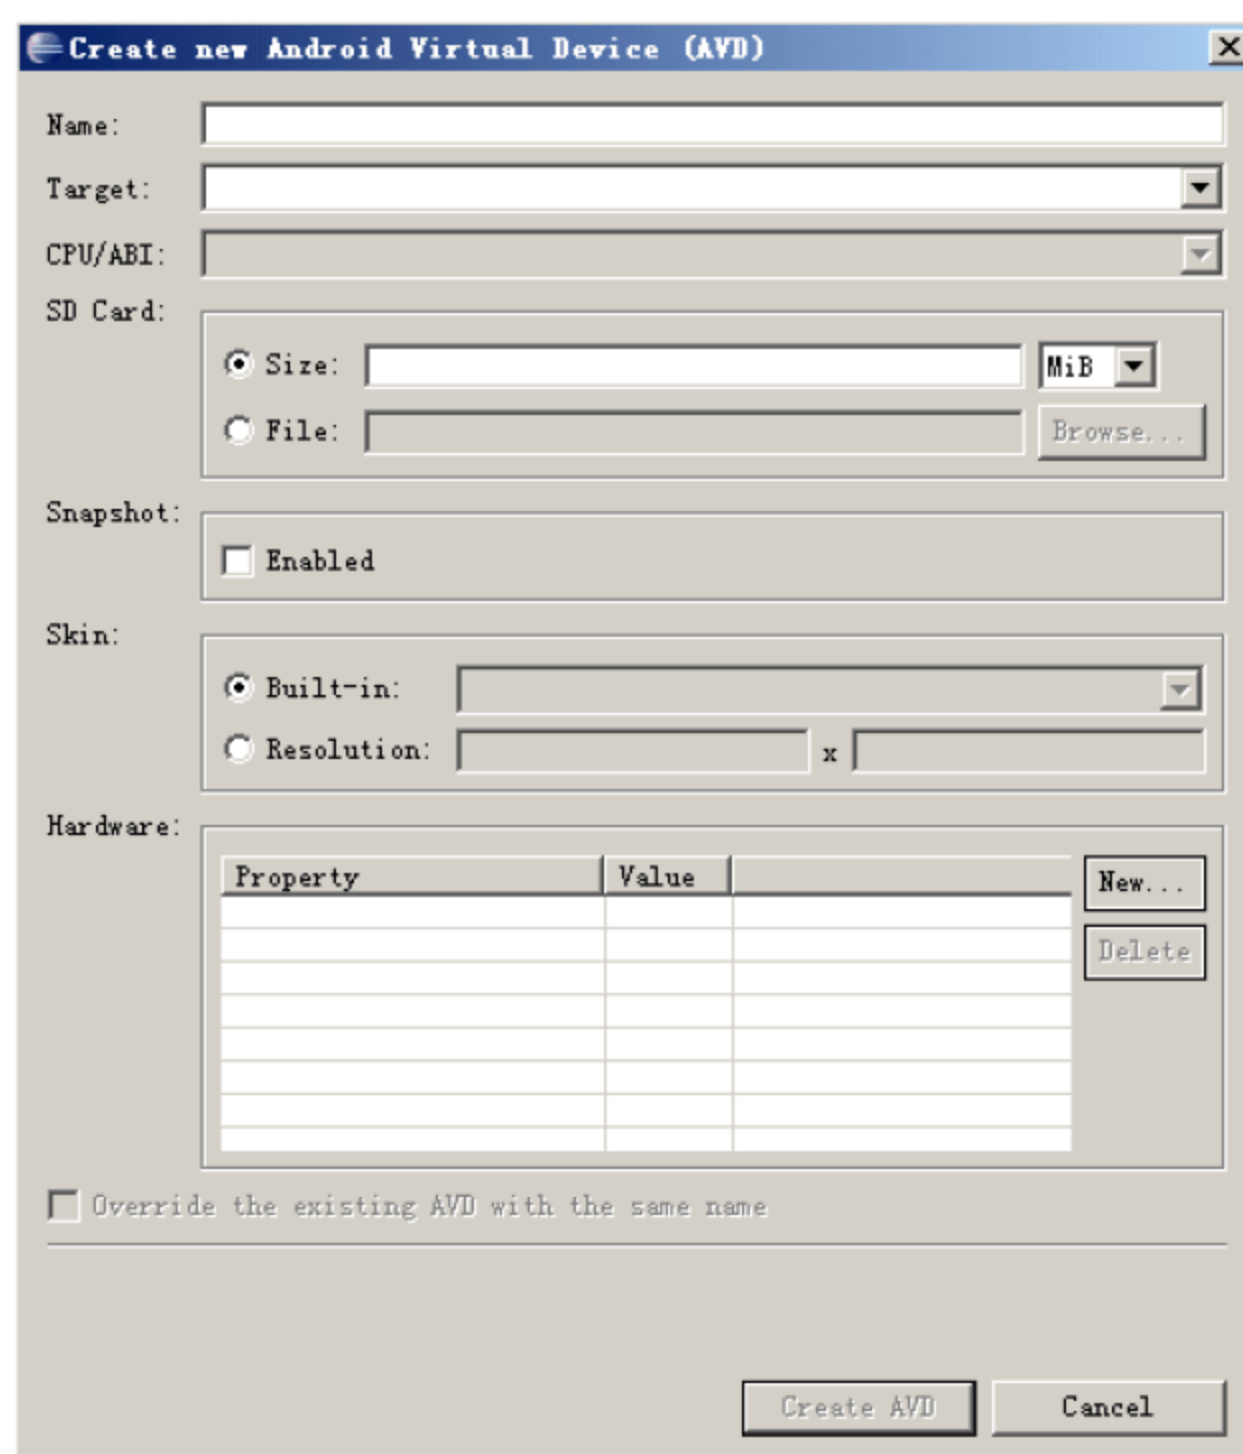 Create new Android Virtual Device (AVD)
Name:
Target:
CPU/ABI:
SD Card:
Size: MiB
File: Browse...
Snapshot:
Enabled
Skin:
Built-in:
Resolution: x
Hardware:
Property Value New...
Delete
Override the existing AVD with the same name
Create AVD Cancel